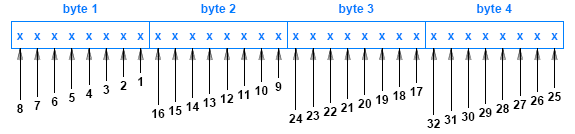 byte 1 byte 2 byte 3 byte 4
x x x x x x x x x x x x x x x x x x x x x x x x x x x x x x x x
8 7 6 5 4 3 2 1 16 15 14 13 12 11 10 9 24 23 22 21 20 19 18 17 32 31 30 29 28 27 26 25